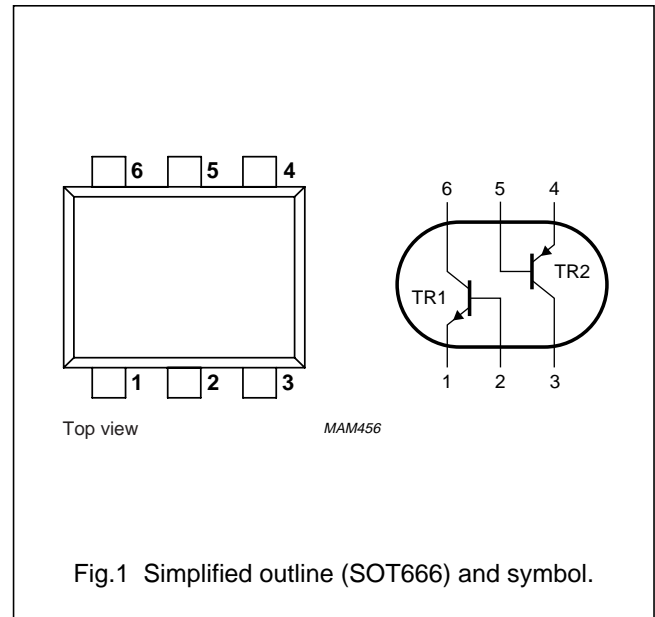 6 5 4
1 2 3
Top view
MAM456
6 5 4
TR1
TR2
1 2 3
Fig.1 Simplified outline (SOT666) and symbol.